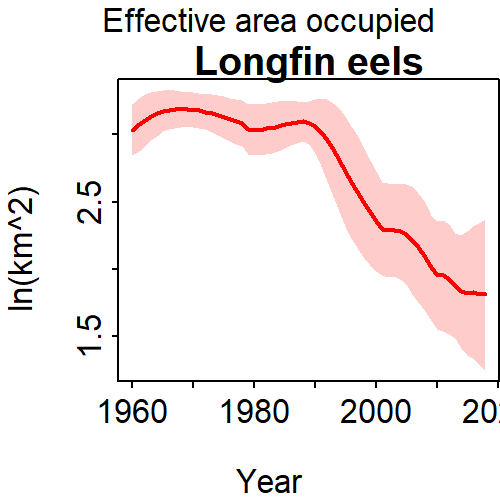 Effective area occupied
Longfin eels
ln(km^2)
2.5
1.5
1960 1980 2000
Year